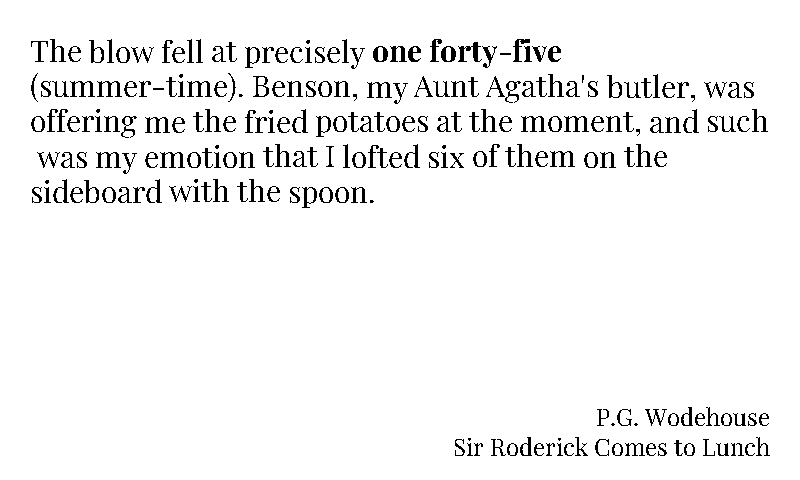 The blow fell at precisely one forty-five
(summer-time). Benson, my Aunt Agatha's butler, was
offering me the fried potatoes at the moment, and such
was my emotion that I lofted six of them on the
sideboard with the spoon.
P.G. Wodehouse
Sir Roderick Comes to Lunch